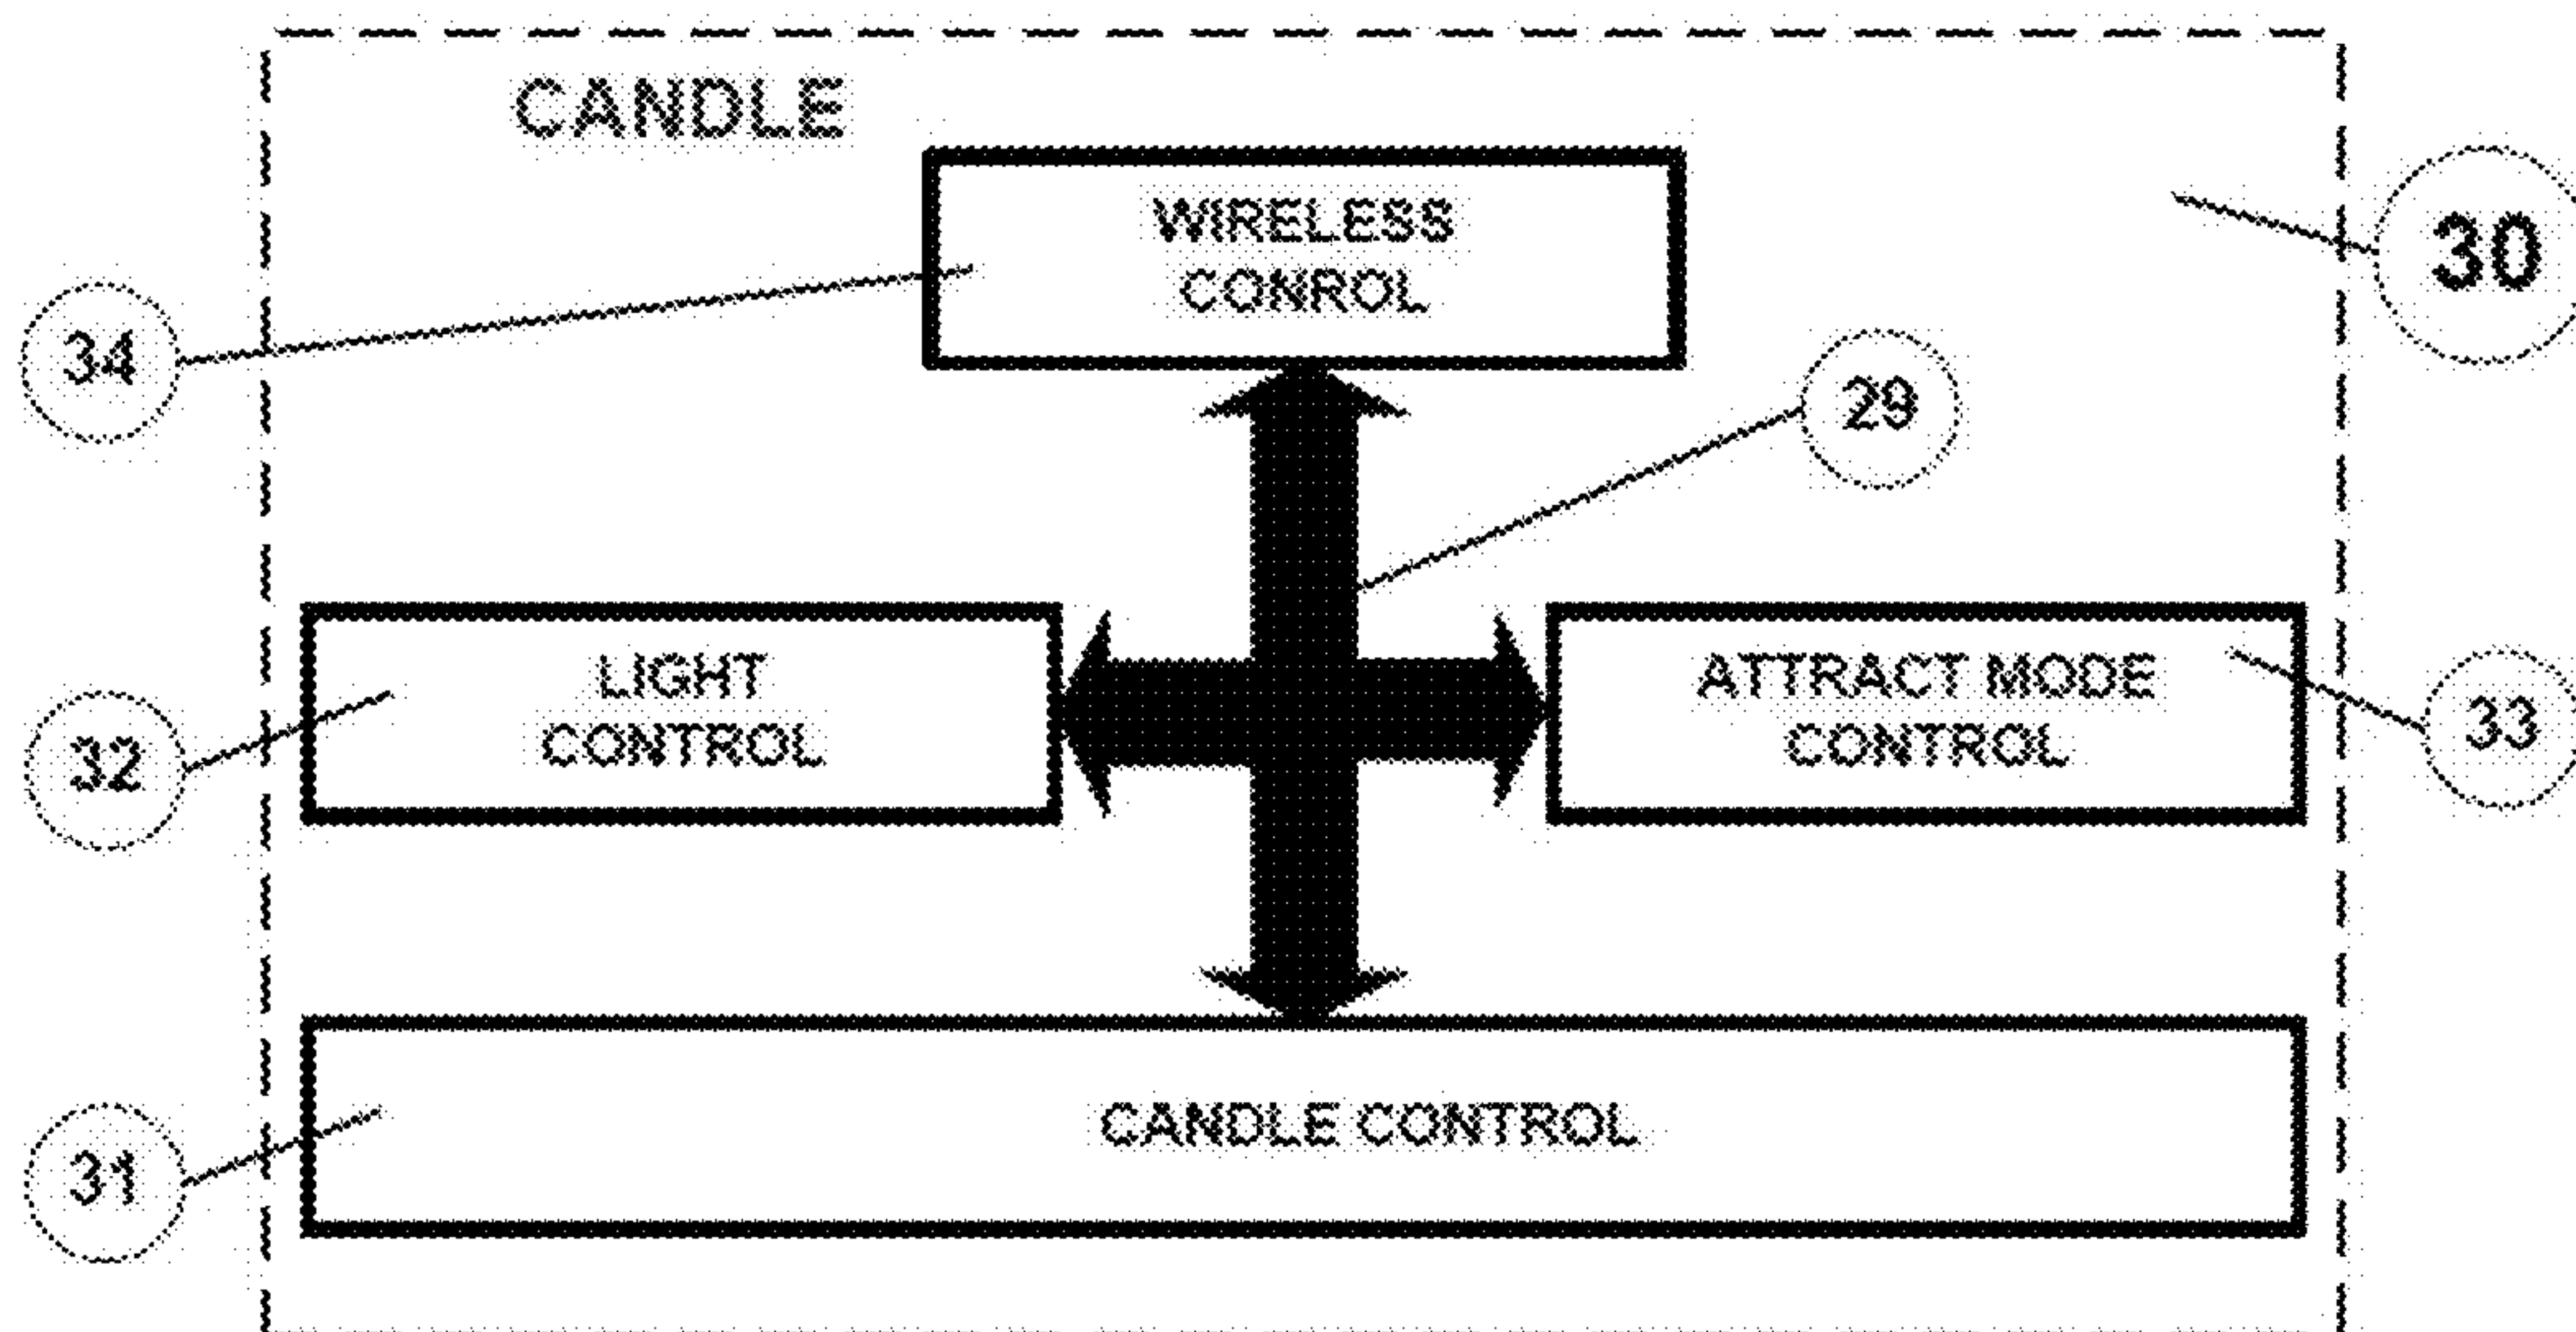 CANDLE
WIRELESS
CONROL
30
34
29
LIGHT
CONTROL
ATTRACT MODE
CONTROL
32
33
CANDLE CONTROL
31